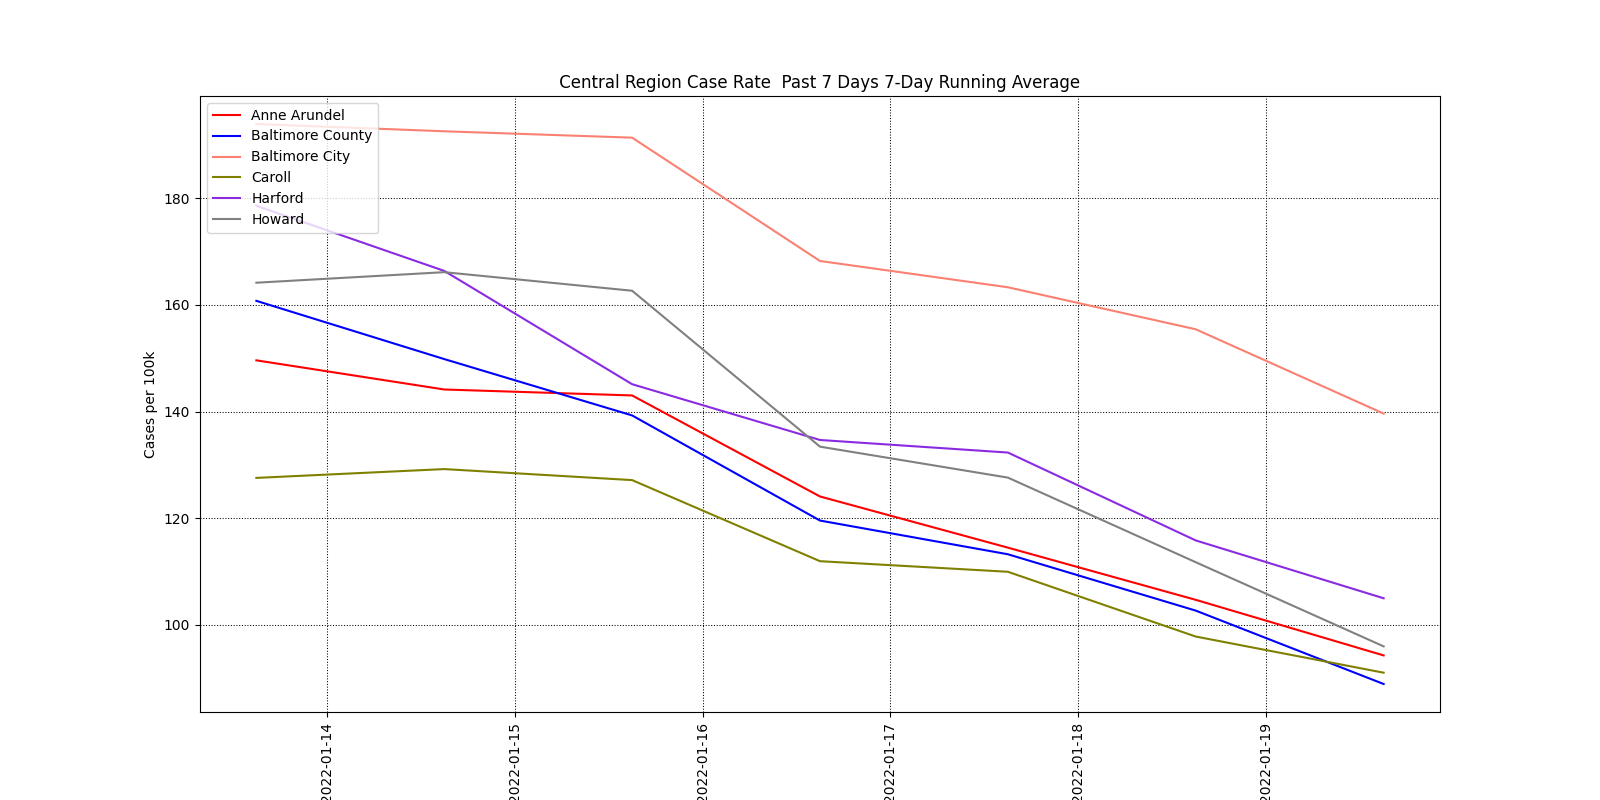 Central Region Case Rate  Past 7 Days 7-Day Running Average
Anne Arundel
Baltimore County
Baltimore City
Caroll
Harford
Howard
Cases per 100k
180
160
140
120
100
2022-01-14
2022-01-15
2022-01-16
2022-01-17
2022-01-18
2022-01-19